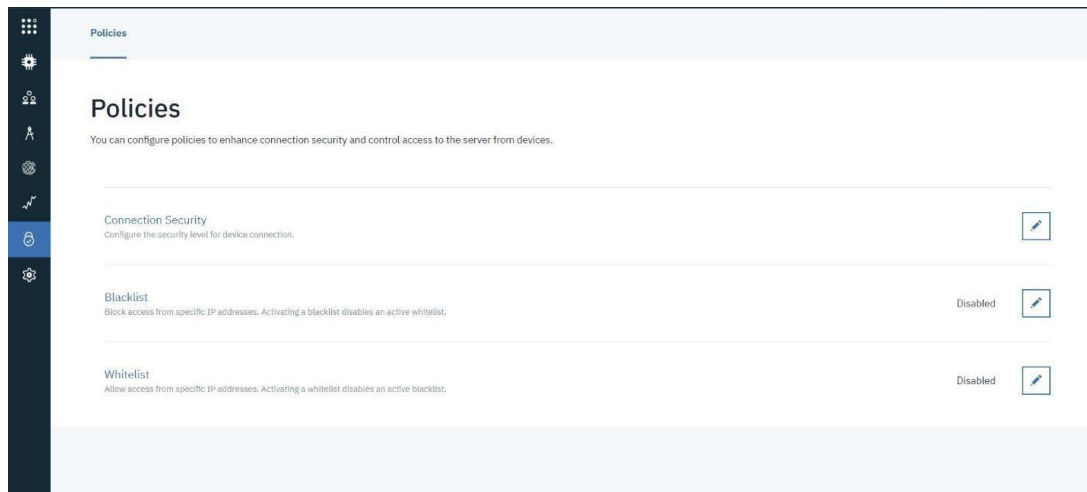 Policies
Policies
You can configure policies to enhance connection security and control access to the server from devices.
Connection Security
Configure the security level for device connection.
Blacklist
Block access from specific IP addresses. Activating a blacklist disables an active whitelist.
Disabled
Whitelist
Allow access from specific IP addresses. Activating a whitelist disables an active blacklist.
Disabled